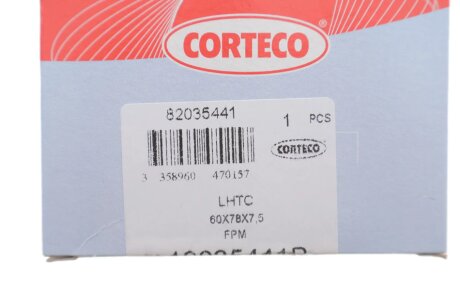 CORTECO
82035441
1 PCS
CORTECO
3 358960 470157
LHTC
60X78X7,5
FPM